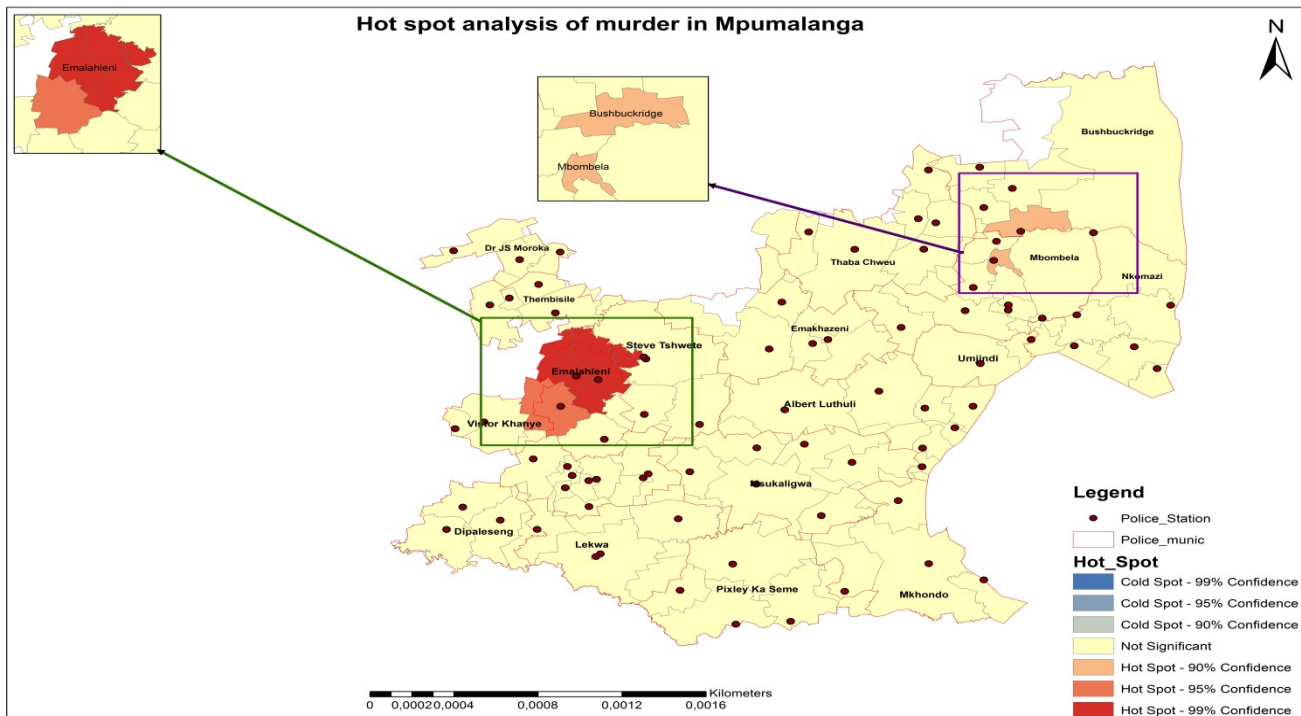 Hot spot analysis of murder in Mpumalanga
N
Emalahleni
Bushbuckridge
Mbombela
Bushbuckridge
Dr JS Moroka
Thaba Chweu
Mbombela
Nkomazi
Thembisile
Emakhazeni
Steve Tshwete
Umjindi
Emalahleni
Albert Luthuli
Victor Khanye
Msukaligwa
Dipaleseng
Lekwa
Pixley Ka Seme
Mkhondo
Legend
Police_Station
Police_munic
Hot_Spot
Cold Spot - 99% Confidence
Cold Spot - 95% Confidence
Cold Spot - 90% Confidence
Not Significant
Hot Spot - 90% Confidence
Hot Spot - 95% Confidence
Hot Spot - 99% Confidence
Kilometers
0 0,0002 0,0004 0,0008 0,0012 0,0016